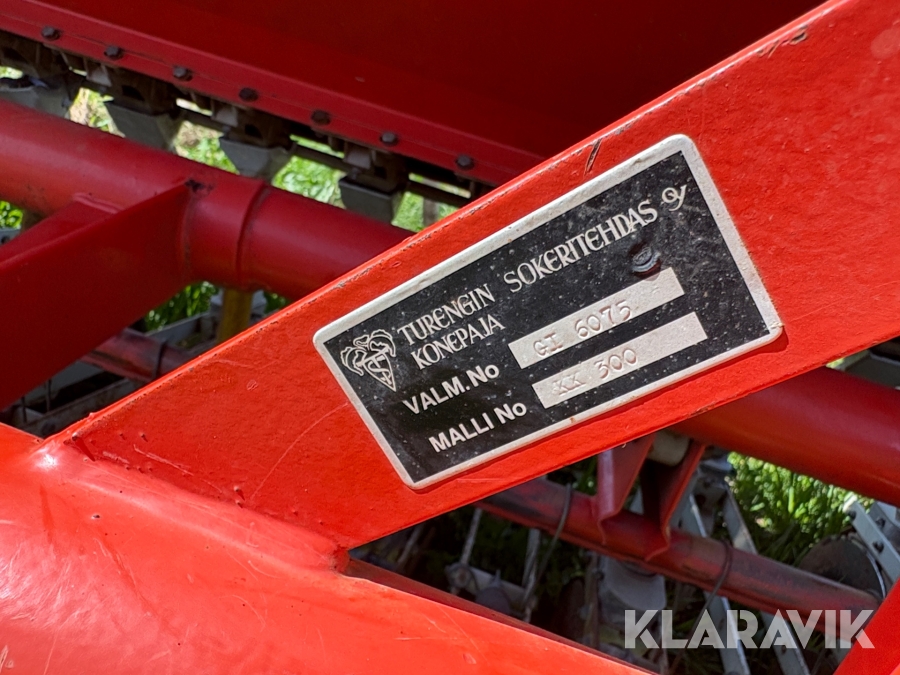 TURENGIN SOKERITEHDAS OY
KONEPAJA
VALM.No GI 6075
MALLI No KK 300
KLARAVIK